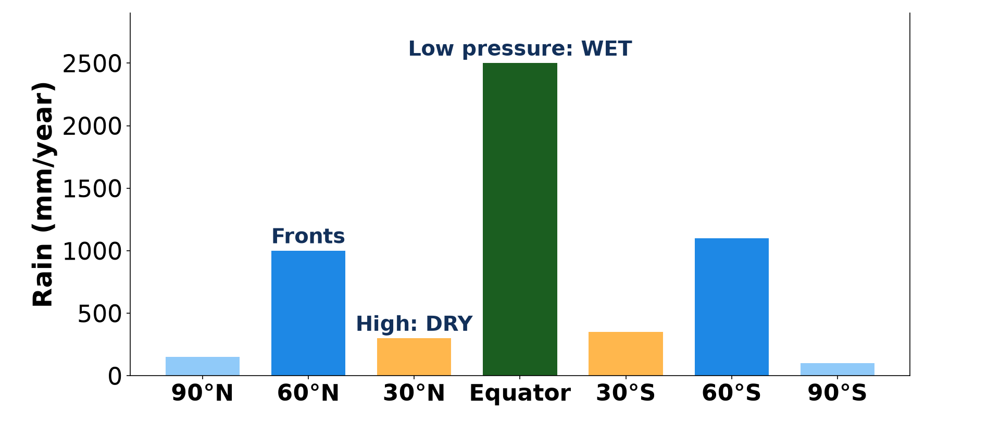 Low pressure: WET
2500
2000
1500
1000
500
0
Rain (mm/year)
Fronts
High: DRY
90°N 60°N 30°N Equator 30°S 60°S 90°S